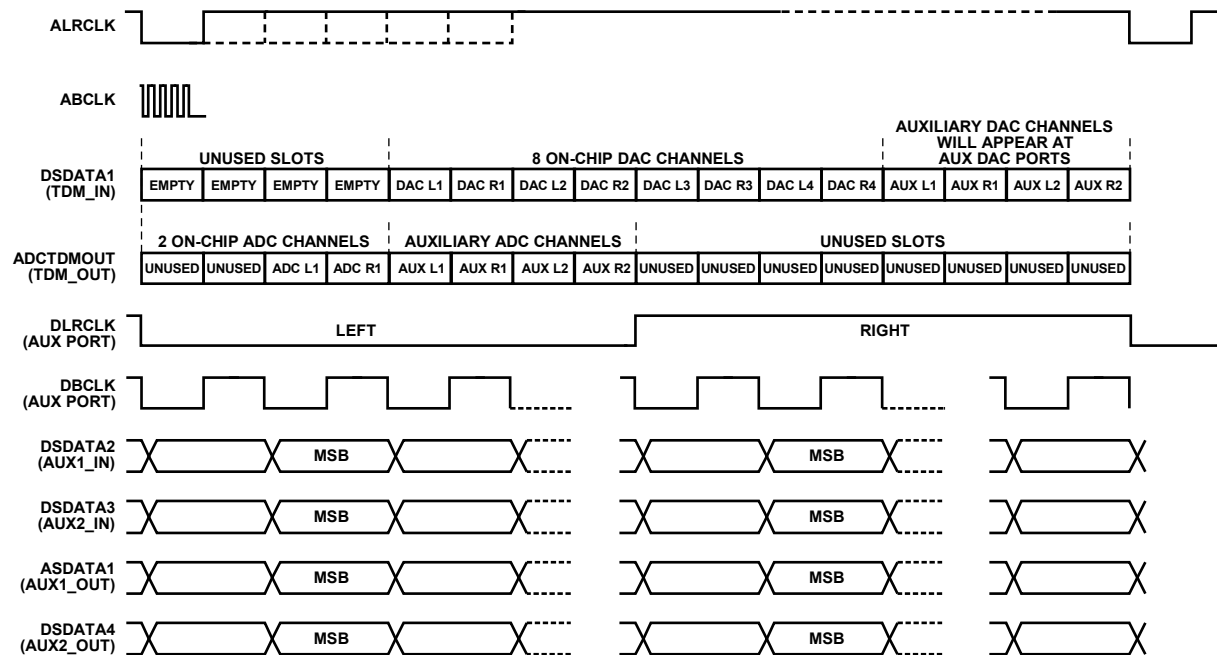 ALRCLK
ABCLK
AUXILIARY DAC CHANNELS
WILL APPEAR AT
AUX DAC PORTS
UNUSED SLOTS
8 ON-CHIP DAC CHANNELS
DSDATA1
(TDM_IN)
EMPTY EMPTY EMPTY EMPTY DAC L1 DAC R1 DAC L2 DAC R2 DAC L3 DAC R3 DAC L4 DAC R4 AUX L1 AUX R1 AUX L2 AUX R2
2 ON-CHIP ADC CHANNELS
AUXILIARY ADC CHANNELS
UNUSED SLOTS
ADCTDMOUT
(TDM_OUT)
UNUSED UNUSED ADC L1 ADC R1 AUX L1 AUX R1 AUX L2 AUX R2 UNUSED UNUSED UNUSED UNUSED UNUSED UNUSED UNUSED UNUSED
DLRCLK
(AUX PORT)
LEFT
RIGHT
DBCLK
(AUX PORT)
DSDATA2
(AUX1_IN)
MSB
MSB
DSDATA3
(AUX2_IN)
MSB
MSB
ASDATA1
(AUX1_OUT)
MSB
MSB
DSDATA4
(AUX2_OUT)
MSB
MSB